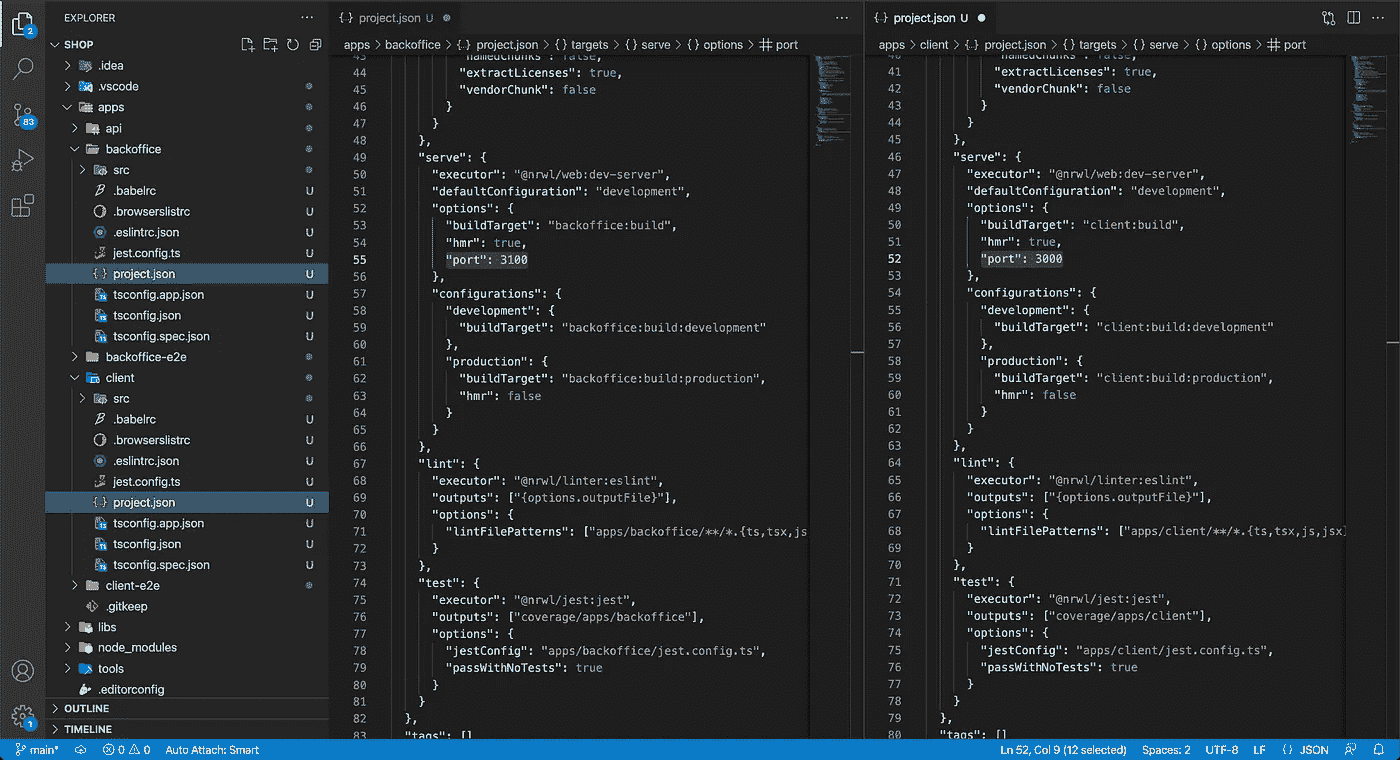 EXPLORER
SHOP
.idea
.vscode
apps
api
backoffice
src
.babelrc U
.browserslistrc U
.eslintrc.json U
jest.config.ts U
project.json U
tsconfig.app.json U
tsconfig.json U
tsconfig.spec.json U
backoffice-e2e
client
src
.babelrc U
.browserslistrc U
.eslintrc.json U
jest.config.ts U
project.json U
tsconfig.app.json U
tsconfig.json U
tsconfig.spec.json U
client-e2e
.gitkeep
libs
node_modules
tools
.editorconfig
OUTLINE
TIMELINE
2
83
1
{} project.json U
apps > backoffice > {} project.json > {} targets > {} serve > {} options > # port
43 "namedChunks": false,
44 "extractLicenses": true,
45 "vendorChunk": false
46 }
47 }
48 },
49 "serve": {
50 "executor": "@nrwl/web:dev-server",
51 "defaultConfiguration": "development",
52 "options": {
53 "buildTarget": "backoffice:build",
54 "hmr": true,
55 "port": 3100
56 },
57 "configurations": {
58 "development": {
59 "buildTarget": "backoffice:build:development"
60 },
61 "production": {
62 "buildTarget": "backoffice:build:production",
63 "hmr": false
64 }
65 }
66 },
67 "lint": {
68 "executor": "@nrwl/linter:eslint",
69 "outputs": ["{options.outputFile}"],
70 "options": {
71 "lintFilePatterns": ["apps/backoffice/**/*.{ts,tsx,js
72 }
73 },
74 "test": {
75 "executor": "@nrwl/jest:jest",
76 "outputs": ["coverage/apps/backoffice"],
77 "options": {
78 "jestConfig": "apps/backoffice/jest.config.ts",
79 "passWithNoTests": true
80 }
81 }
82 },
83 "tags": []
{} project.json U
apps > client > {} project.json > {} targets > {} serve > {} options > # port
40 "namedChunks": false,
41 "extractLicenses": true,
42 "vendorChunk": false
43 }
44 }
45 },
46 "serve": {
47 "executor": "@nrwl/web:dev-server",
48 "defaultConfiguration": "development",
49 "options": {
50 "buildTarget": "client:build",
51 "hmr": true,
52 "port": 3000
53 },
54 "configurations": {
55 "development": {
56 "buildTarget": "client:build:development"
57 },
58 "production": {
59 "buildTarget": "client:build:production",
60 "hmr": false
61 }
62 }
63 },
64 "lint": {
65 "executor": "@nrwl/linter:eslint",
66 "outputs": ["{options.outputFile}"],
67 "options": {
68 "lintFilePatterns": ["apps/client/**/*.{ts,tsx,js,jsx}
69 }
70 },
71 "test": {
72 "executor": "@nrwl/jest:jest",
73 "outputs": ["coverage/apps/client"],
74 "options": {
75 "jestConfig": "apps/client/jest.config.ts",
76 "passWithNoTests": true
77 }
78 }
79 },
80 "tags": []
main* 0 0 Auto Attach: Smart Ln 52, Col 9 (12 selected) Spaces: 2 UTF-8 LF {} JSON